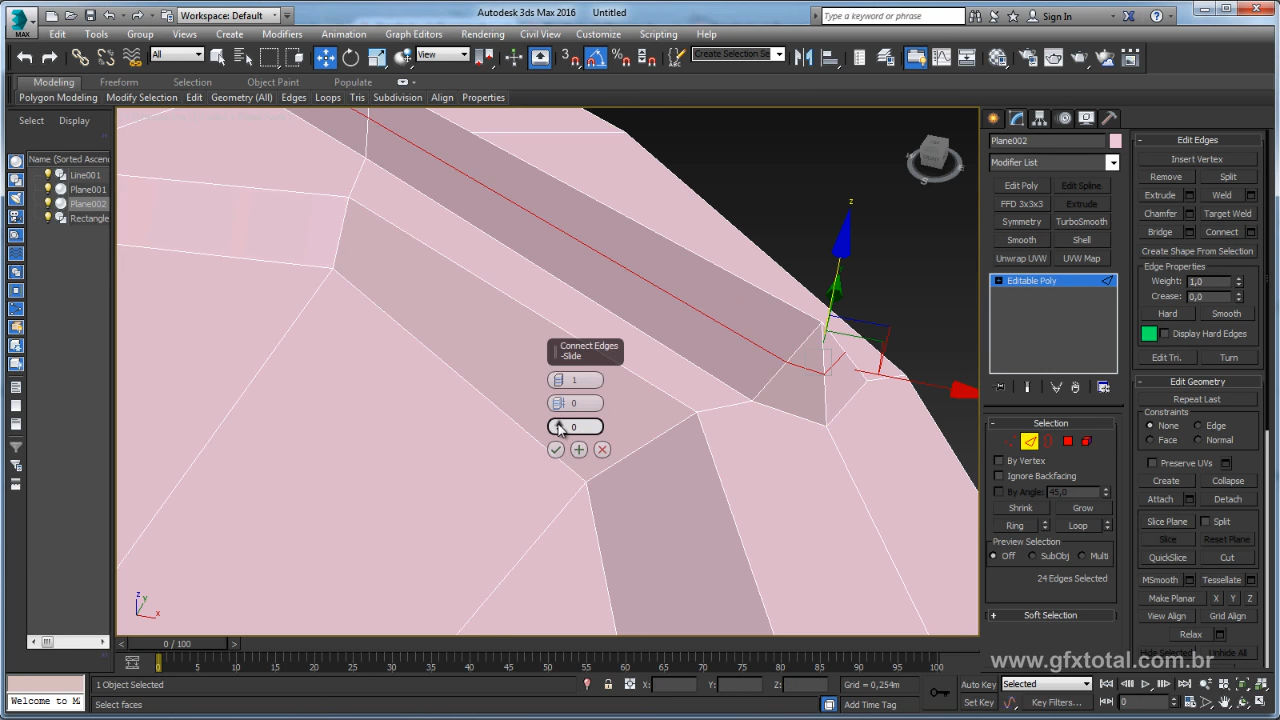 MAX
Workspace: Default
Autodesk 3ds Max 2016
Untitled
Type a keyword or phrase
Sign In
Edit Tools Group Views Create Modifiers Animation Graph Editors Rendering Civil View Customize Scripting Help
All
View
Create Selection Se
Modeling Freeform Selection Object Paint Populate
Polygon Modeling Modify Selection Edit Geometry (All) Edges Loops Tris Subdivision Align Properties
Select Display
Name (Sorted Ascen
Line001
Plane001
Plane002
Rectangle
Connect Edges
-Slide
1
0
0
z
z
y
x
Plane002
Modifier List
Edit Poly Edit Spline
FFD 3x3x3 Extrude
Symmetry TurboSmooth
Smooth Shell
Unwrap UVW UVW Map
Editable Poly
Selection
By Vertex
Ignore Backfacing
By Angle: 45,0
Shrink Grow
Ring Loop
Preview Selection
Off SubObj Multi
24 Edges Selected
Soft Selection
Edit Edges
Insert Vertex
Remove Split
Extrude Weld
Chamfer Target Weld
Bridge Connect
Create Shape From Selection
Edge Properties
Weight: 1,0
Crease: 0,0
Hard Smooth
Display Hard Edges
Edit Tri. Turn
Edit Geometry
Repeat Last
Constraints
None Edge
Face Normal
Preserve UVs
Create Collapse
Attach Detach
Slice Plane Split
Slice Reset Plane
QuickSlice Cut
MSmooth Tessellate
Make Planar X Y Z
View Align Grid Align
Relax
Hide Selected Unhide All
www.gfxtotal.com.br
0 / 100
0 5 10 15 20 25 30 35 40 45 50 55 60 65 70 75 80 85 90 95 100
Welcome to M
1 Object Selected
Select faces
X: Y: Z:
Grid = 0,254m
Add Time Tag
Auto Key Selected
Set Key Key Filters...
0